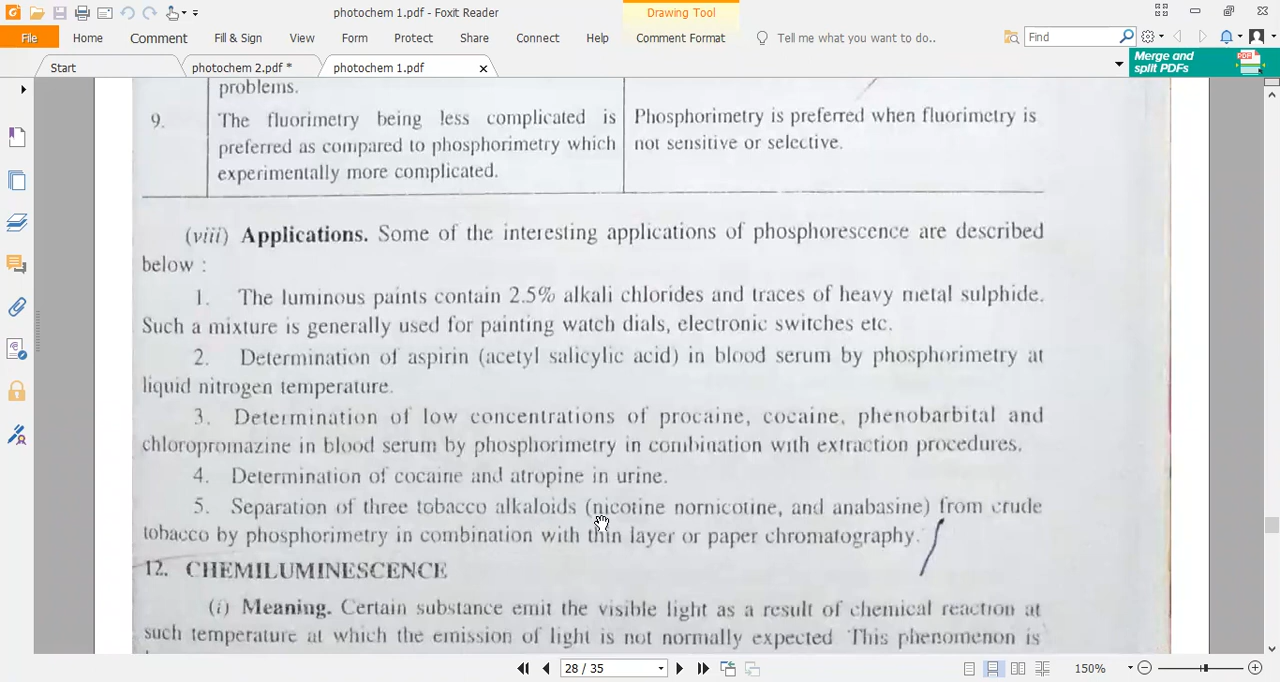 photochem 1.pdf - Foxit Reader
Drawing Tool
File Home Comment Fill & Sign View Form Protect Share Connect Help Comment Format Tell me what you want to do.. Find
Start photochem 2.pdf * photochem 1.pdf
Merge and
split PDFs
problems.
9. The fluorimetry being less complicated is
preferred as compared to phosphorimetry which
experimentally more complicated.
Phosphorimetry is preferred when fluorimetry is
not sensitive or selective.
(viii) Applications. Some of the interesting applications of phosphorescence are described
below :
1. The luminous paints contain 2.5% alkali chlorides and traces of heavy metal sulphide.
Such a mixture is generally used for painting watch dials, electronic switches etc.
2. Determination of aspirin (acetyl salicylic acid) in blood serum by phosphorimetry at
liquid nitrogen temperature.
3. Determination of low concentrations of procaine, cocaine, phenobarbital and
chloropromazine in blood serum by phosphorimetry in combination with extraction procedures.
4. Determination of cocaine and atropine in urine.
5. Separation of three tobacco alkaloids (nicotine nornicotine, and anabasine) from crude
tobacco by phosphorimetry in combination with thin layer or paper chromatography.
12. CHEMILUMINESCENCE
(i) Meaning. Certain substance emit the visible light as a result of chemical reaction at
such temperature at which the emission of light is not normally expected This phenomenon is
28 / 35
150%